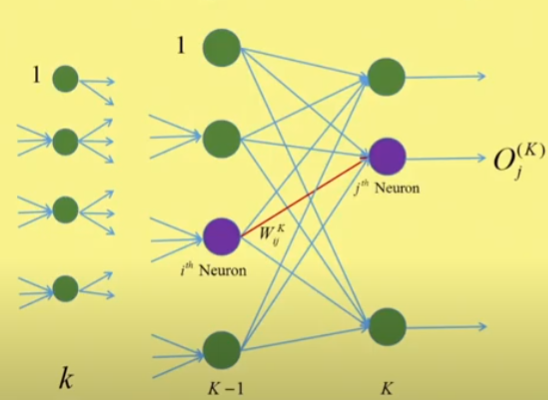 1
1
O_j^(K)
j^th Neuron
W_ij^K
i^th Neuron
k
K-1
K